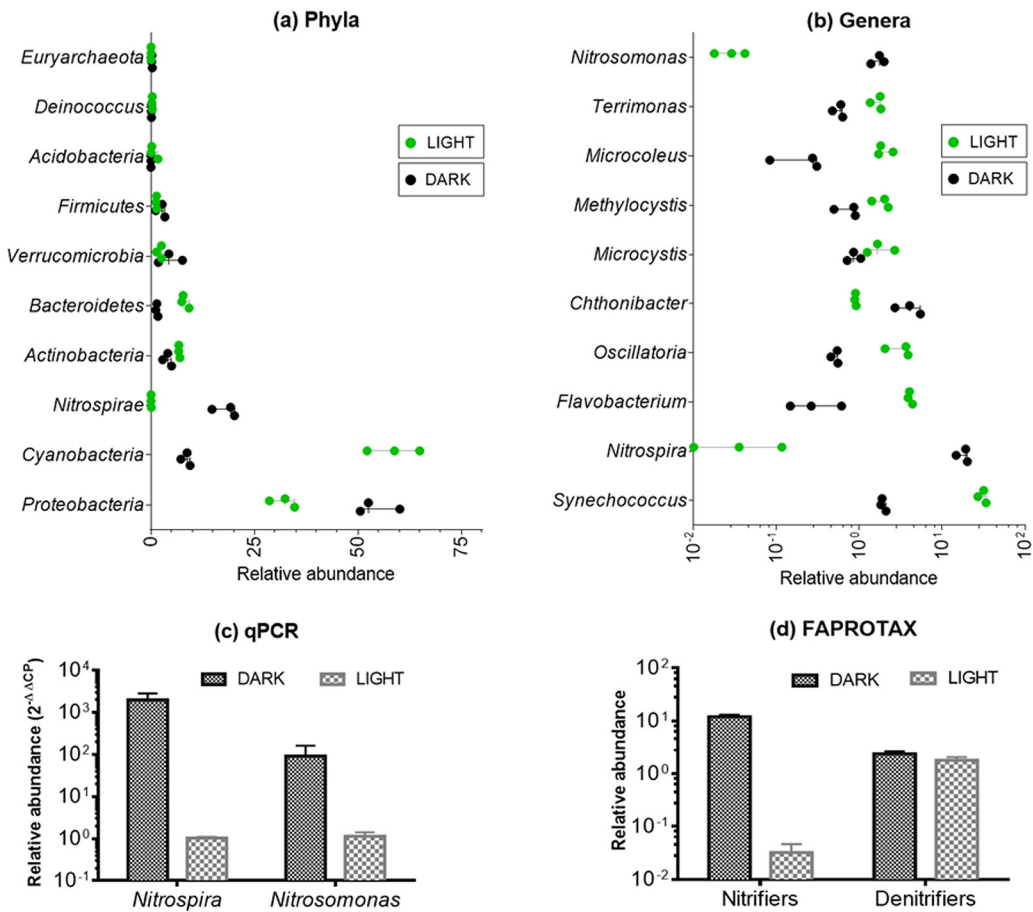 (a) Phyla
Euryarchaeota
Deinococcus
Acidobacteria
Firmicutes
Verrucomicrobia
Bacteroidetes
Actinobacteria
Nitrospirae
Cyanobacteria
Proteobacteria
LIGHT
DARK
0 25 50 75
Relative abundance
(b) Genera
Nitrosomonas
Terrimonas
Microcoleus
Methylocystis
Microcystis
Chthonibacter
Oscillatoria
Flavobacterium
Nitrospira
Synechococcus
LIGHT
DARK
10⁻² 10⁻¹ 10⁰ 10¹ 10²
Relative abundance
(c) qPCR
DARK LIGHT
Relative abundance (2⁻ᐞ ᐞCP)
10⁴
10³
10²
10¹
10⁰
10⁻¹
Nitrospira Nitrosomonas
(d) FAPROTAX
DARK LIGHT
Relative abundance
10²
10¹
10⁰
10⁻¹
10⁻²
Nitrifiers Denitrifiers